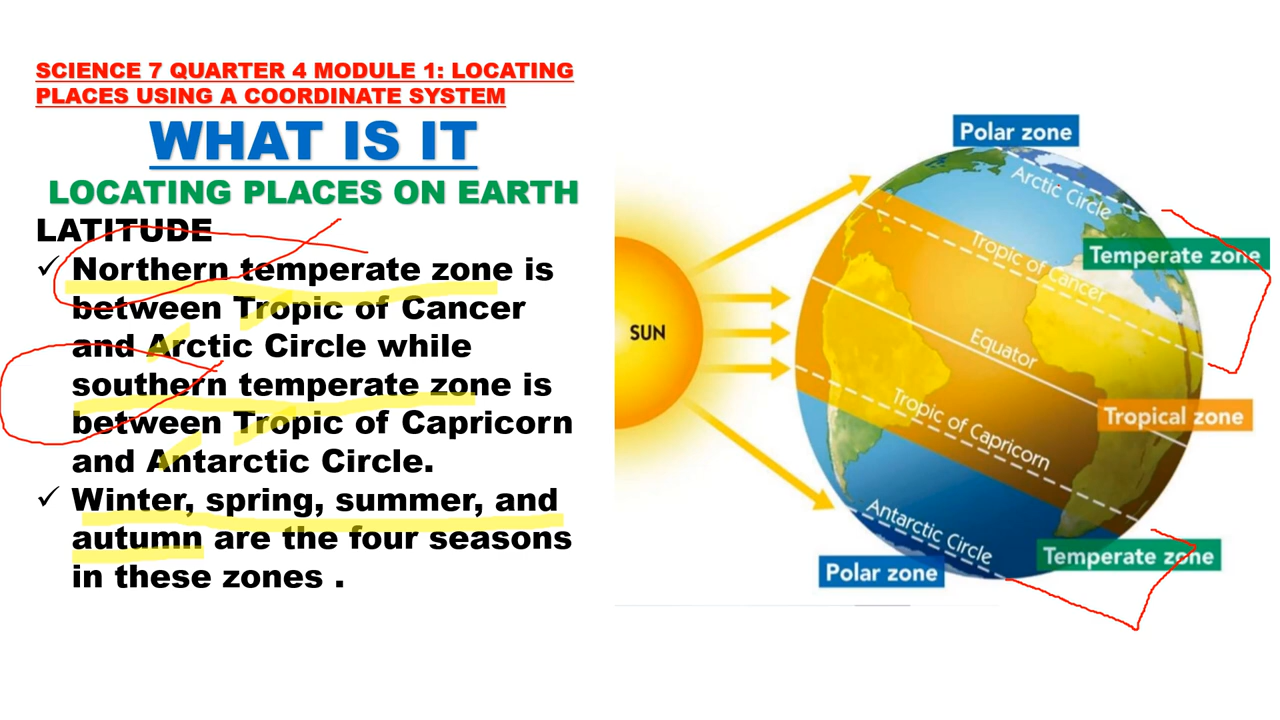 SCIENCE 7 QUARTER 4 MODULE 1: LOCATING
PLACES USING A COORDINATE SYSTEM
WHAT IS IT
LOCATING PLACES ON EARTH
LATITUDE
✓ Northern temperate zone is
between Tropic of Cancer
and Arctic Circle while
southern temperate zone is
between Tropic of Capricorn
and Antarctic Circle.
✓ Winter, spring, summer, and
autumn are the four seasons
in these zones .
Polar zone
Arctic Circle
Temperate zone
Tropic of Cancer
SUN
Equator
Tropical zone
Tropic of Capricorn
Antarctic Circle
Temperate zone
Polar zone